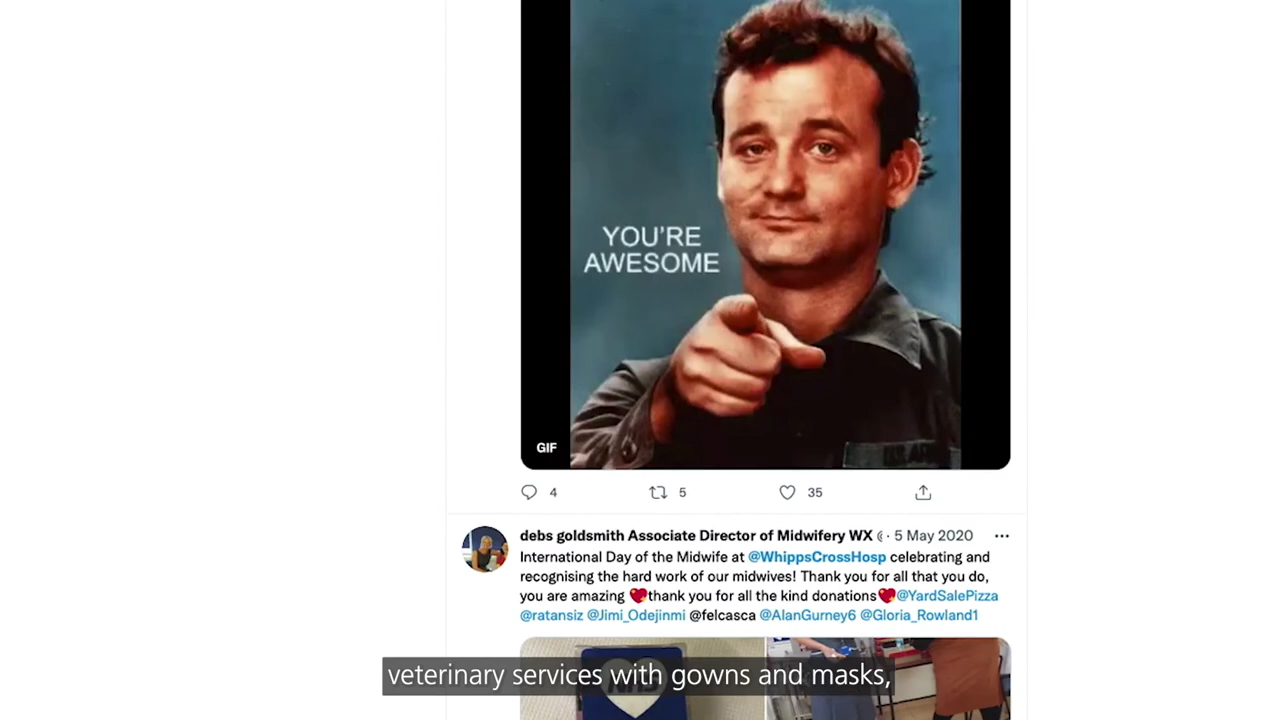 YOU'RE
AWESOME
GIF
4 5 35
debs goldsmith Associate Director of Midwifery WX · 5 May 2020 ...
International Day of the Midwife at @WhippsCrossHosp celebrating and
recognising the hard work of our midwives! Thank you for all that you do,
you are amazing 💖thank you for all the kind donations💖@YardSalePizza
@ratansiz @Jimi_Odejinmi @felcasca @AlanGurney6 @Gloria_Rowland1
veterinary services with gowns and masks,
NHS